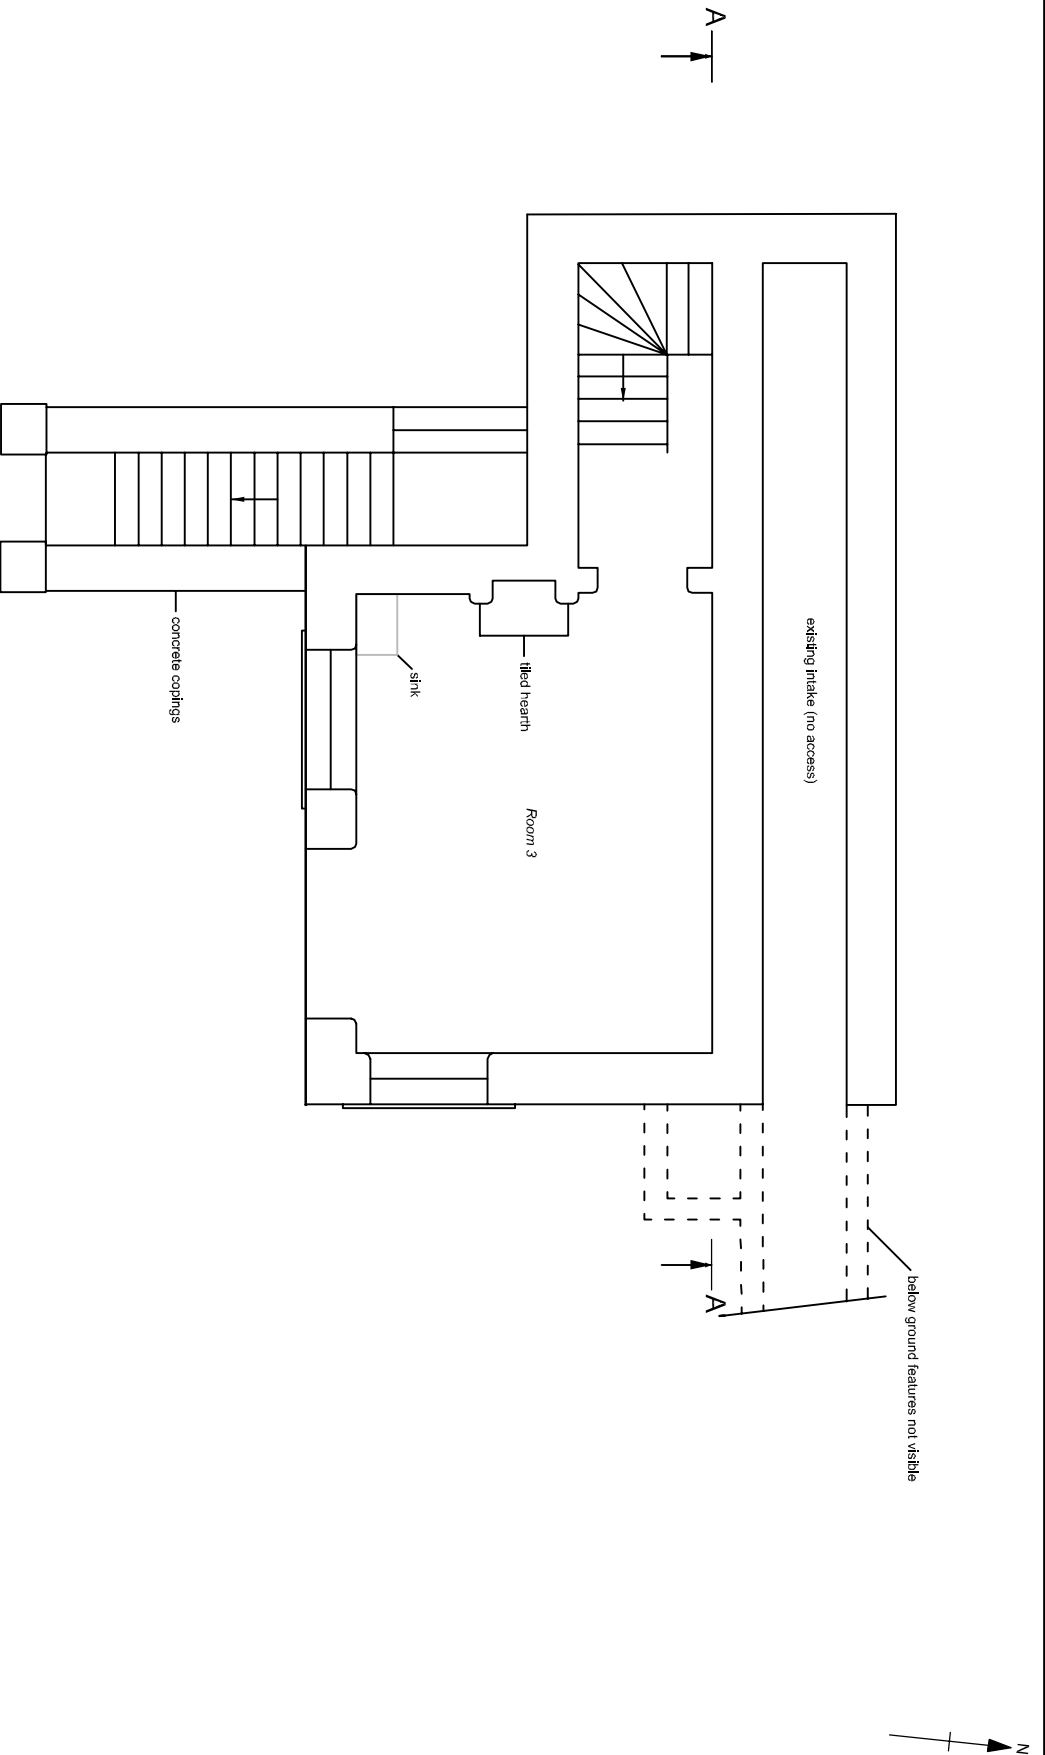 A
existing intake (no access)
below ground features not visible
A
Room 3
tiled hearth
sink
concrete copings
N